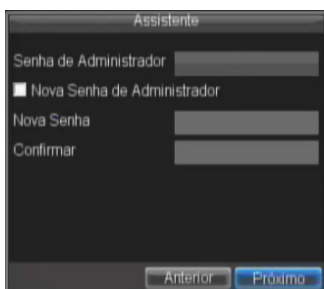 Assistente
Senha de Administrador
Nova Senha de Administrador
Nova Senha
Confirmar
Anterior Próximo